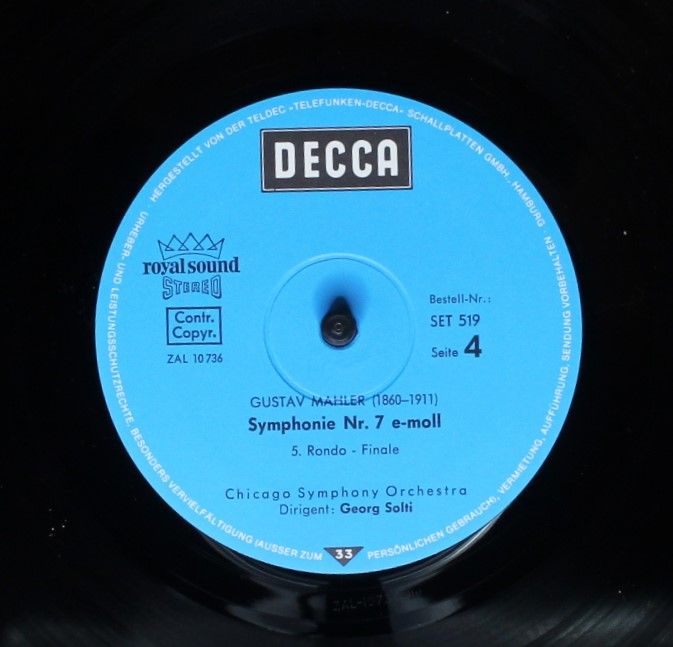 · HERGESTELLT VON DER TELDEC »TELEFUNKEN-DECCA« SCHALLPLATTEN GMBH · HAMBURG · NACHDRUCK
DECCA
royal sound
STEREO
Contr.
Copyr.
ZAL 10 736
Bestell-Nr.:
SET 519
Seite 4
GUSTAV MAHLER (1860–1911)
Symphonie Nr. 7 e-moll
5. Rondo - Finale
Chicago Symphony Orchestra
Dirigent: Georg Solti
URHEBER- UND LEISTUNGSSCHUTZRECHTE, BESONDERS VERVIELFÄLTIGUNG (AUSSER ZUM PERSÖNLICHEN GEBRAUCH), VERMIETUNG, AUFFÜHRUNG, SENDUNG VORBEHALTEN
33